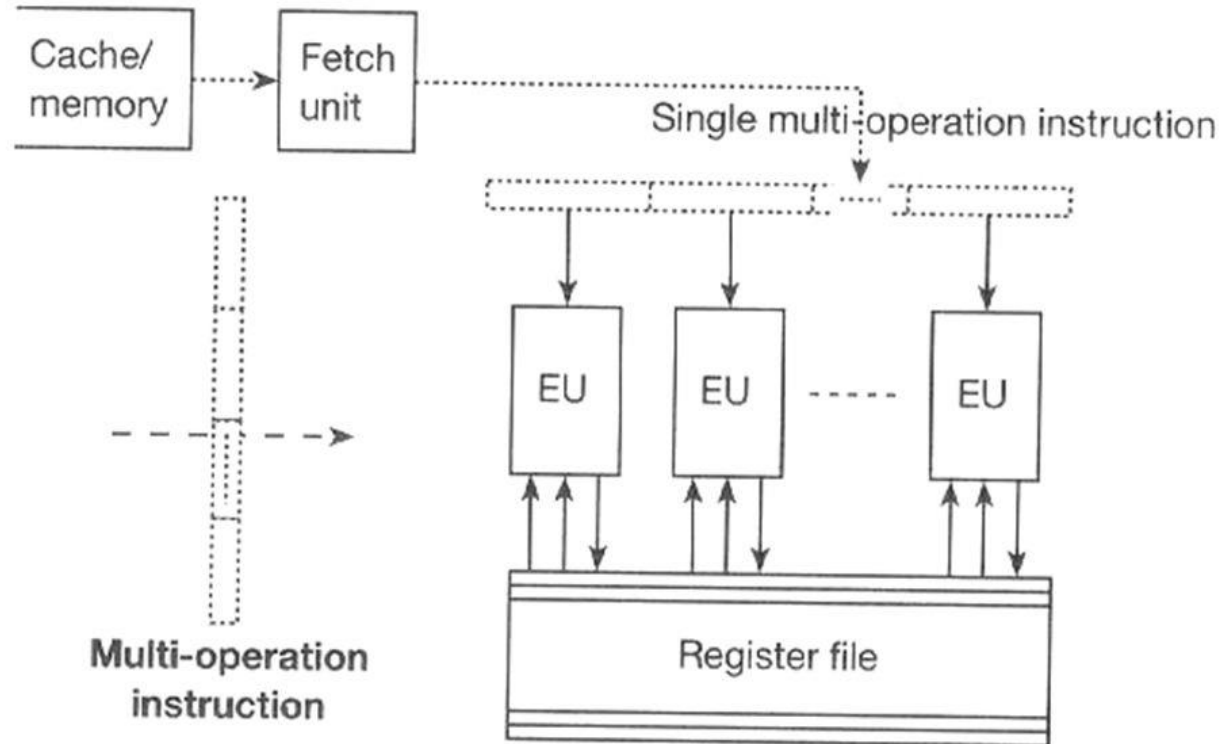 Cache/
memory
Fetch
unit
Single multi-operation instruction
EU
EU
EU
Register file
Multi-operation
instruction